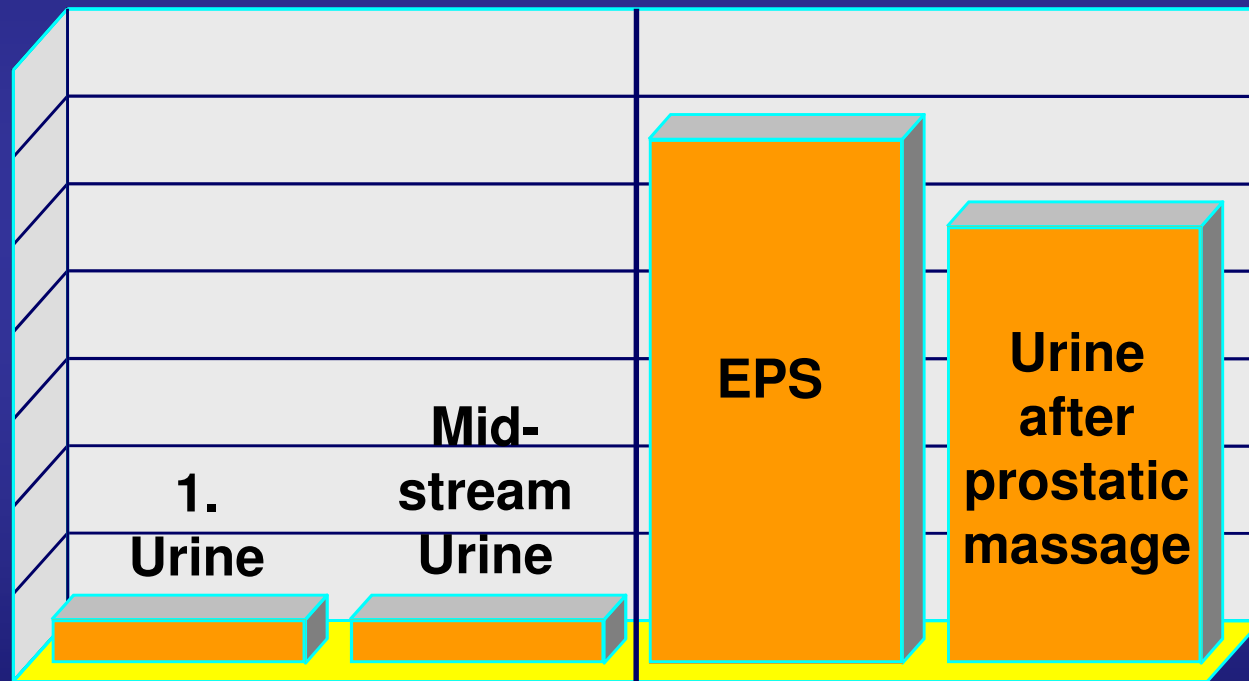 1.
Urine
Mid-
stream
Urine
EPS
Urine
after
prostatic
massage